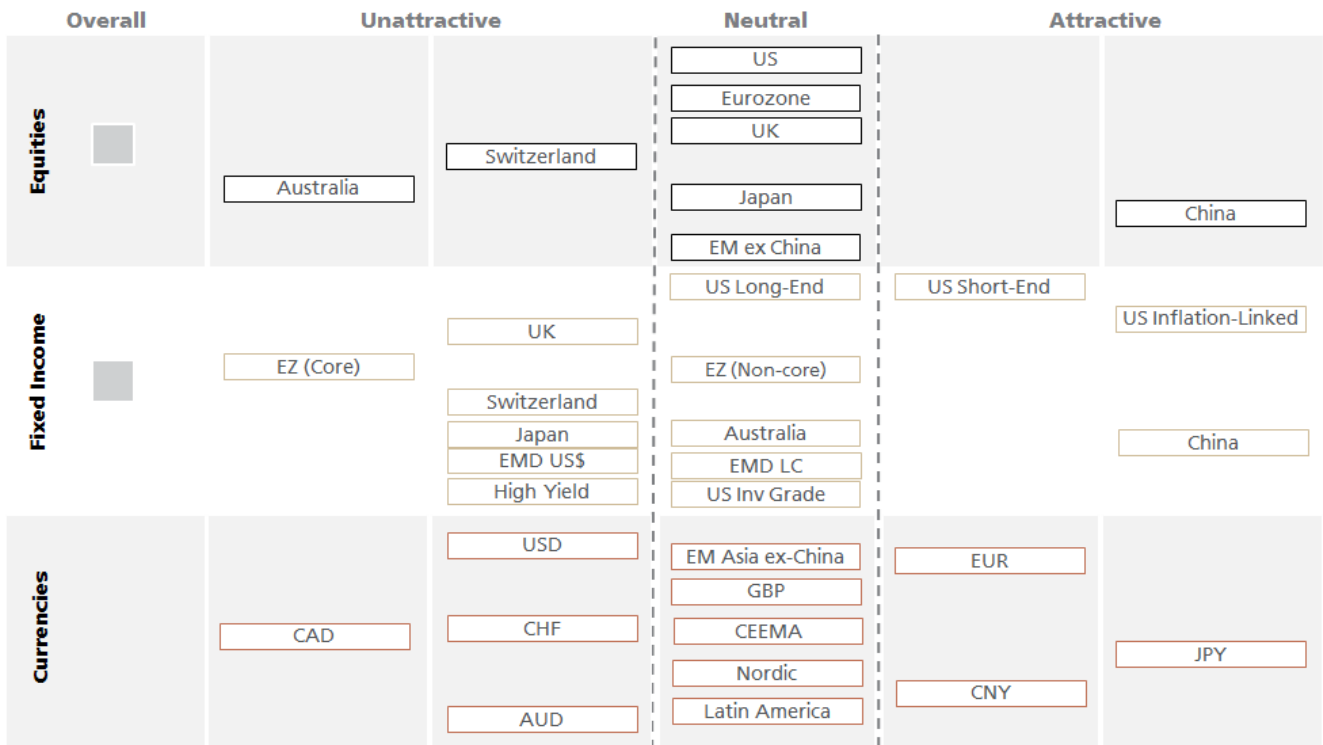 Overall Unattractive Neutral Attractive
Equities
US
Eurozone
UK
Switzerland
Australia
Japan
China
EM ex China
Fixed Income
US Long-End US Short-End
US Inflation-Linked
UK
EZ (Core) EZ (Non-core)
Switzerland
Japan Australia
China
EMD US$ EMD LC
High Yield US Inv Grade
Currencies
USD
EM Asia ex-China EUR
GBP
CAD CHF CEEMA
JPY
Nordic
CNY
AUD Latin America